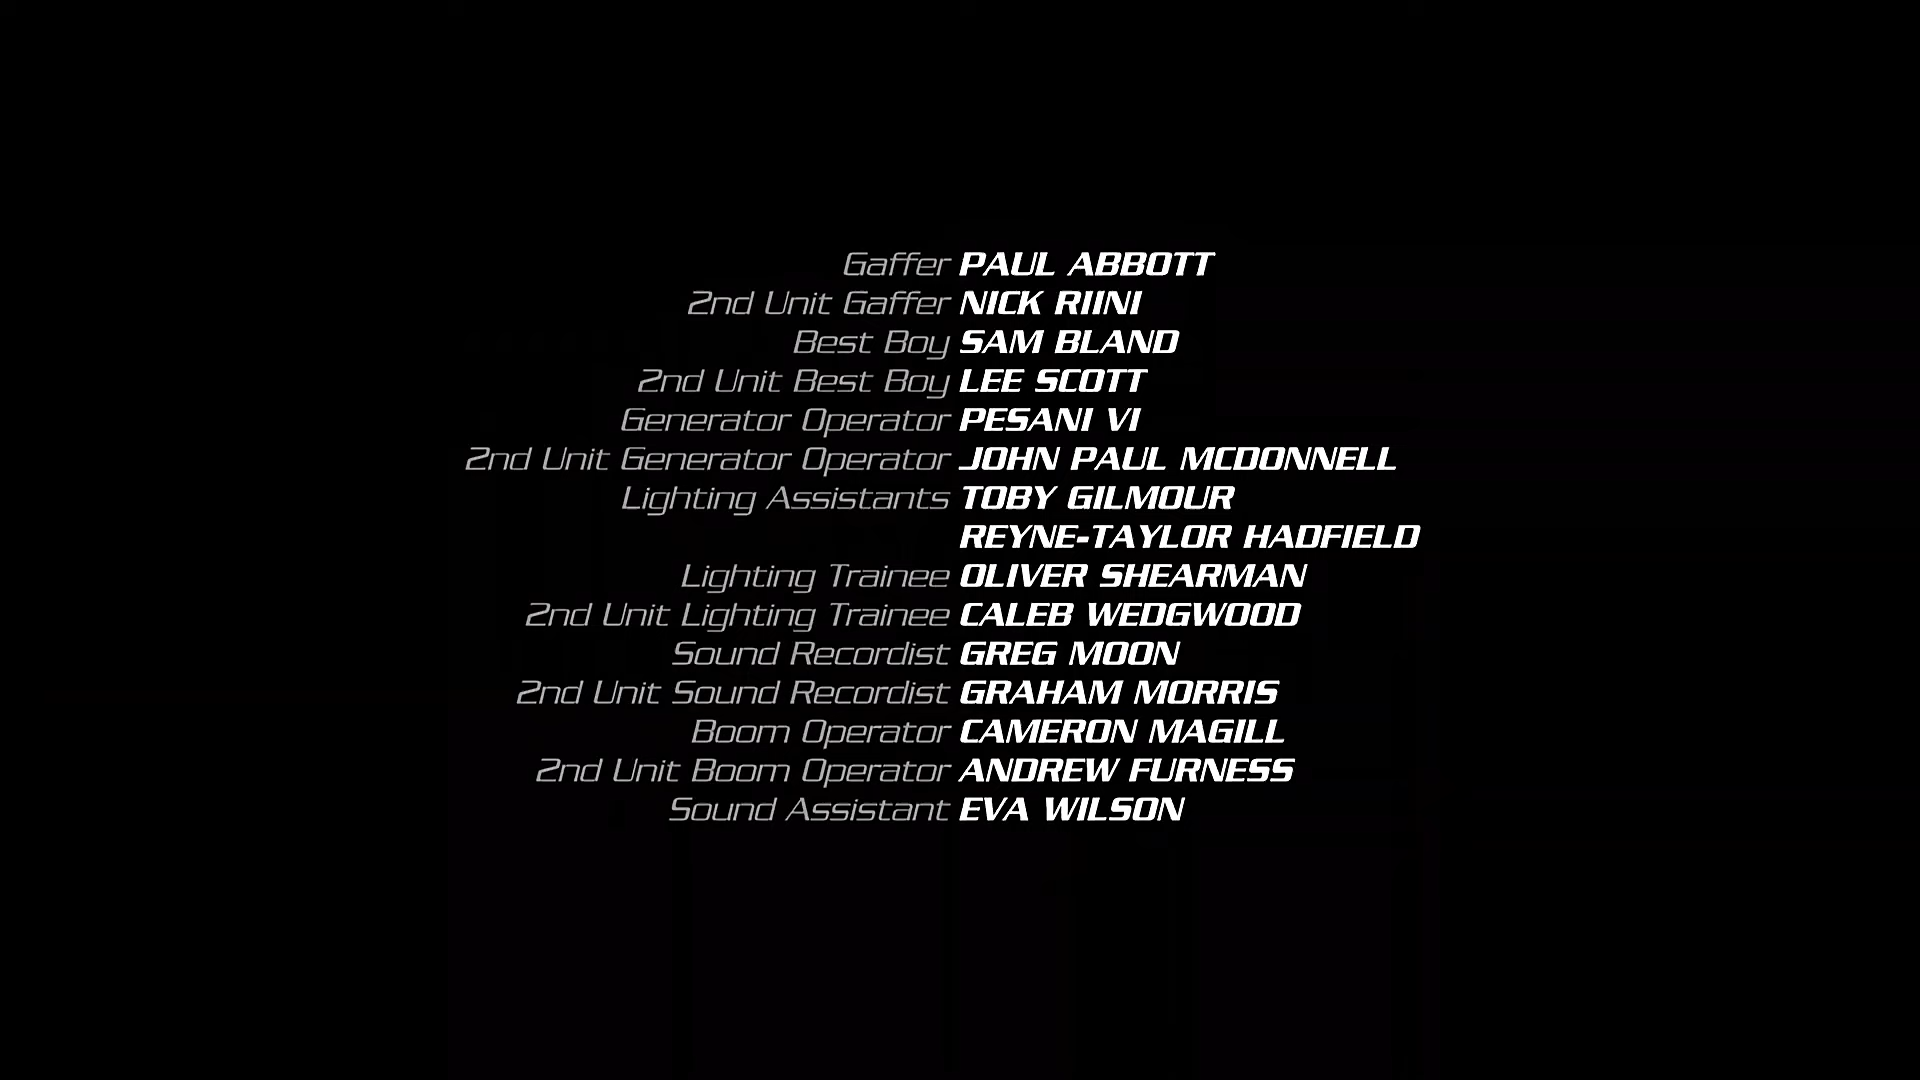 Gaffer PAUL ABBOTT
2nd Unit Gaffer NICK RIINI
Best Boy SAM BLAND
2nd Unit Best Boy LEE SCOTT
Generator Operator PESANI VI
2nd Unit Generator Operator JOHN PAUL MCDONNELL
Lighting Assistants TOBY GILMOUR
REYNE-TAYLOR HADFIELD
Lighting Trainee OLIVER SHEARMAN
2nd Unit Lighting Trainee CALEB WEDGWOOD
Sound Recordist GREG MOON
2nd Unit Sound Recordist GRAHAM MORRIS
Boom Operator CAMERON MAGILL
2nd Unit Boom Operator ANDREW FURNESS
Sound Assistant EVA WILSON